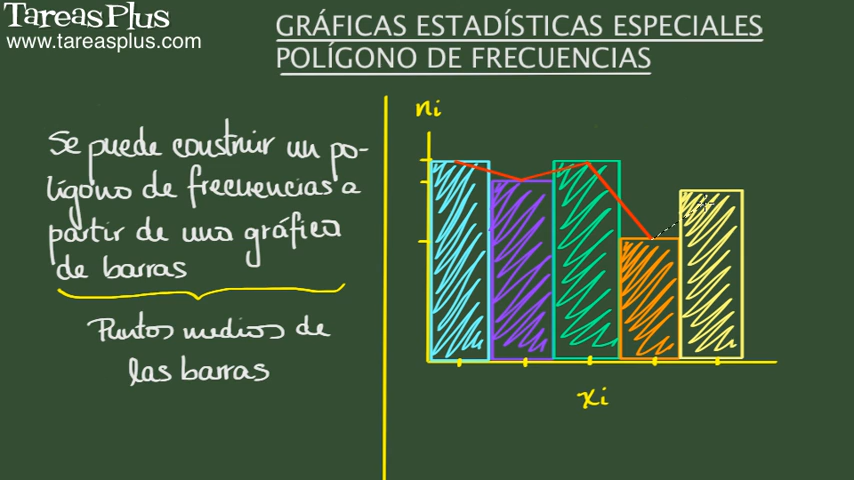 TareasPlus
www.tareasplus.com
GRÁFICAS ESTADÍSTICAS ESPECIALES
POLÍGONO DE FRECUENCIAS
Se puede construir un po-
lígono de frecuencias a
partir de una gráfica
de barras
Puntos medios de
las barras
ni
xi